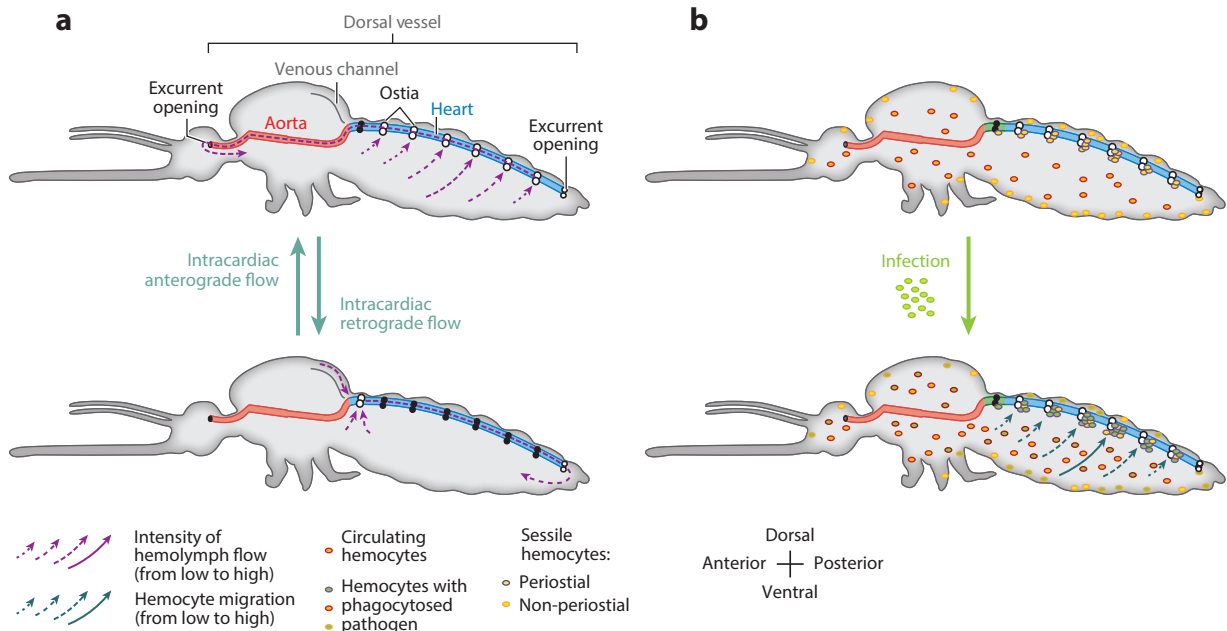 a
Dorsal vessel
Venous channel
Excurrent
opening
Ostia
Aorta
Heart
Excurrent
opening
Intracardiac
anterograde flow
Intracardiac
retrograde flow
b
Infection
Intensity of
hemolymph flow
(from low to high)
Hemocyte migration
(from low to high)
Circulating
hemocytes
Hemocytes with
phagocytosed
pathogen
Sessile
hemocytes:
Periostial
Non-periostial
Dorsal
Anterior
Posterior
Ventral